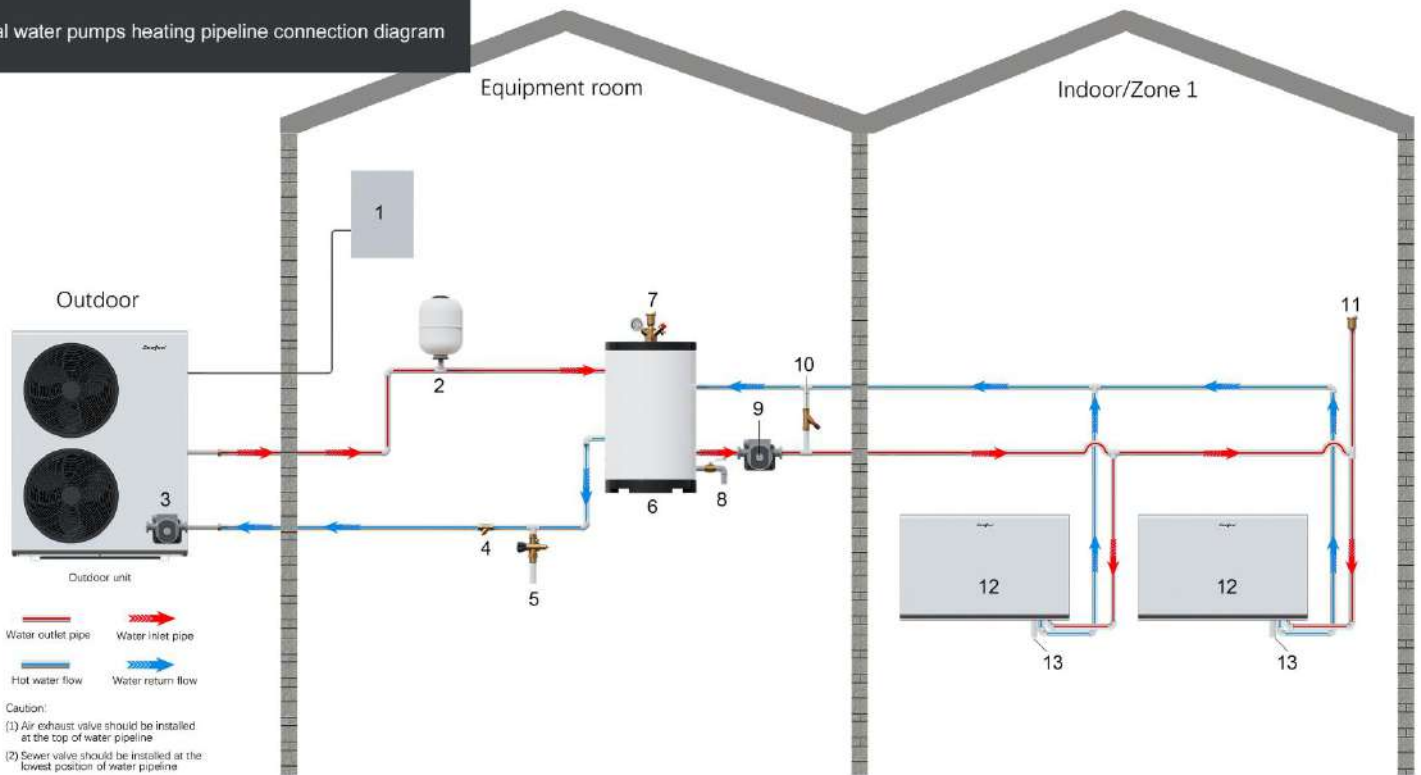 al water pumps heating pipeline connection diagram
Equipment room
Indoor/Zone 1
1
Outdoor
7
11
2
10
9
3
6
8
4
12
12
5
Outdoor unit
13
13
Water outlet pipe
Water inlet pipe
Hot water flow
Water return flow
Caution:
(1) Air exhaust valve should be installed
at the top of water pipeline
(2) Sewer valve should be installed at the
lowest position of water pipeline